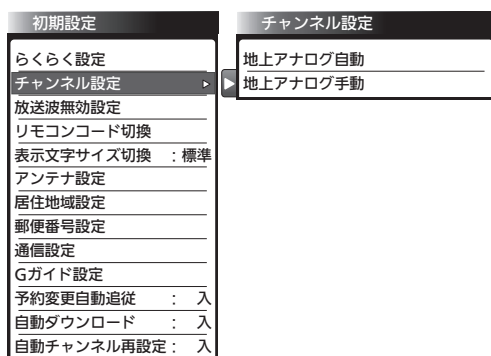 初期設定
らくらく設定
チャンネル設定
放送波無効設定
リモコンコード切換
表示文字サイズ切換 ：標準
アンテナ設定
居住地域設定
郵便番号設定
通信設定
Gガイド設定
予約変更自動追従 ： 入
自動ダウンロード ： 入
自動チャンネル再設定： 入
チャンネル設定
地上アナログ自動
地上アナログ手動